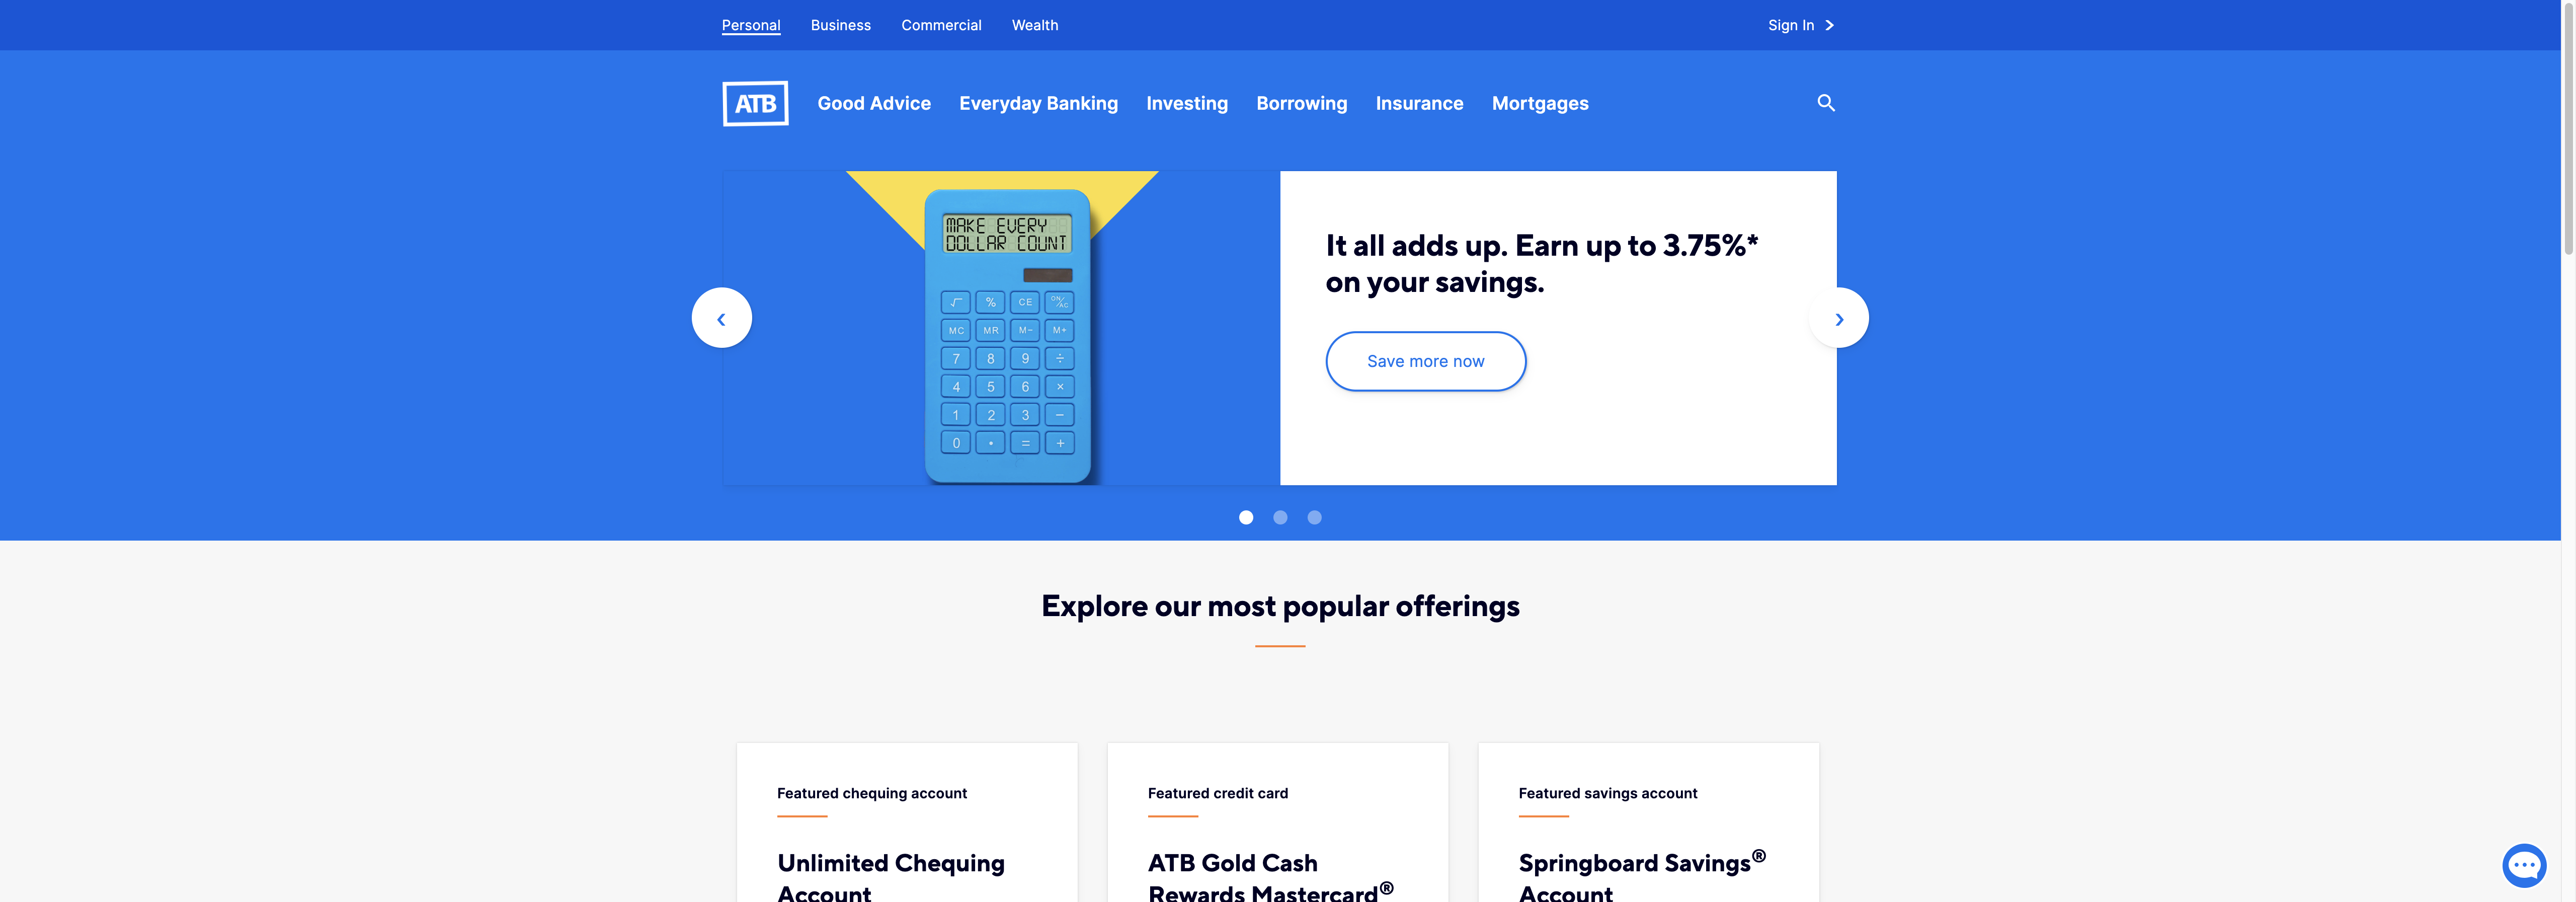 Personal Business Commercial Wealth Sign In
ATB Good Advice Everyday Banking Investing Borrowing Insurance Mortgages
MAKE EVERY
DOLLAR COUNT
√ % CE ON/AC
MC MR M− M+
7 8 9 ÷
4 5 6 ×
1 2 3 −
0 • = +
It all adds up. Earn up to 3.75%*
on your savings.
Save more now
Explore our most popular offerings
Featured chequing account
Unlimited Chequing
Account
Featured credit card
ATB Gold Cash
Rewards Mastercard®
Featured savings account
Springboard Savings®
Account